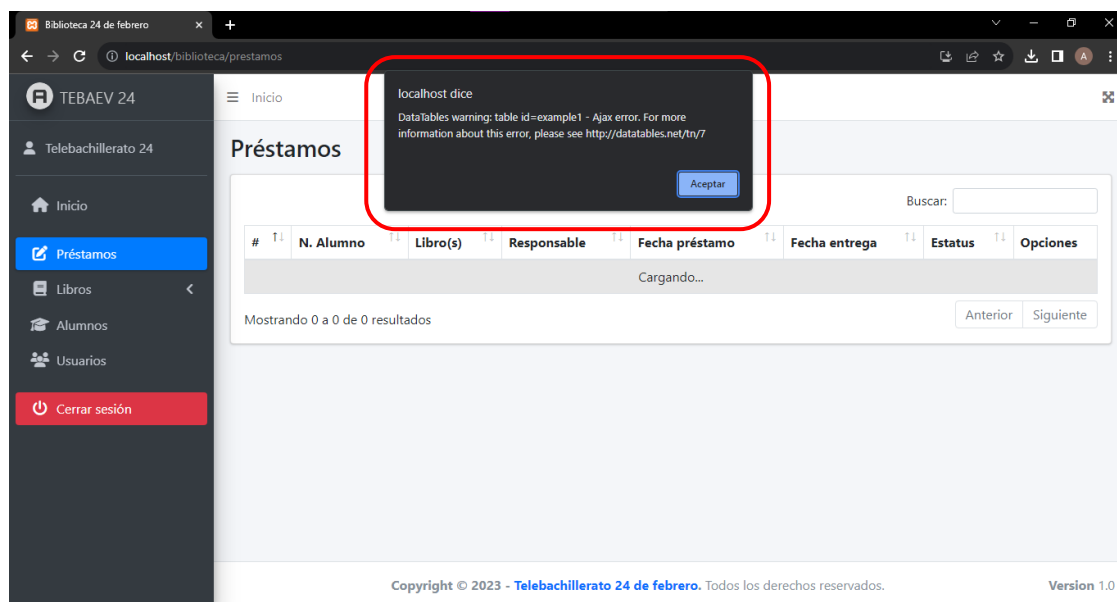 Biblioteca 24 de febrero
localhost/biblioteca/prestamos
A
TEBAEV 24
Inicio
localhost dice
DataTables warning: table id=example1 - Ajax error. For more
information about this error, please see http://datatables.net/tn/7
Aceptar
Telebachillerato 24
Préstamos
Inicio
Buscar:
# N. Alumno Libro(s) Responsable Fecha préstamo Fecha entrega Estatus Opciones
Préstamos
Cargando...
Libros
Mostrando 0 a 0 de 0 resultados
Anterior Siguiente
Alumnos
Usuarios
Cerrar sesión
Copyright © 2023 - Telebachillerato 24 de febrero. Todos los derechos reservados.
Version 1.0